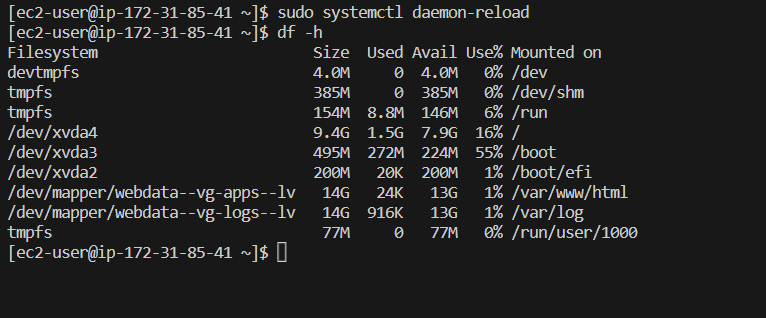 [ec2-user@ip-172-31-85-41 ~]$ sudo systemctl daemon-reload
[ec2-user@ip-172-31-85-41 ~]$ df -h
Filesystem                       Size  Used Avail Use% Mounted on
devtmpfs                         4.0M     0  4.0M   0% /dev
tmpfs                            385M     0  385M   0% /dev/shm
tmpfs                            154M  8.8M  146M   6% /run
/dev/xvda4                       9.4G  1.5G  7.9G  16% /
/dev/xvda3                       495M  272M  224M  55% /boot
/dev/xvda2                       200M   20K  200M   1% /boot/efi
/dev/mapper/webdata--vg-apps--lv  14G   24K   13G   1% /var/www/html
/dev/mapper/webdata--vg-logs--lv  14G  916K   13G   1% /var/log
tmpfs                             77M     0   77M   0% /run/user/1000
[ec2-user@ip-172-31-85-41 ~]$